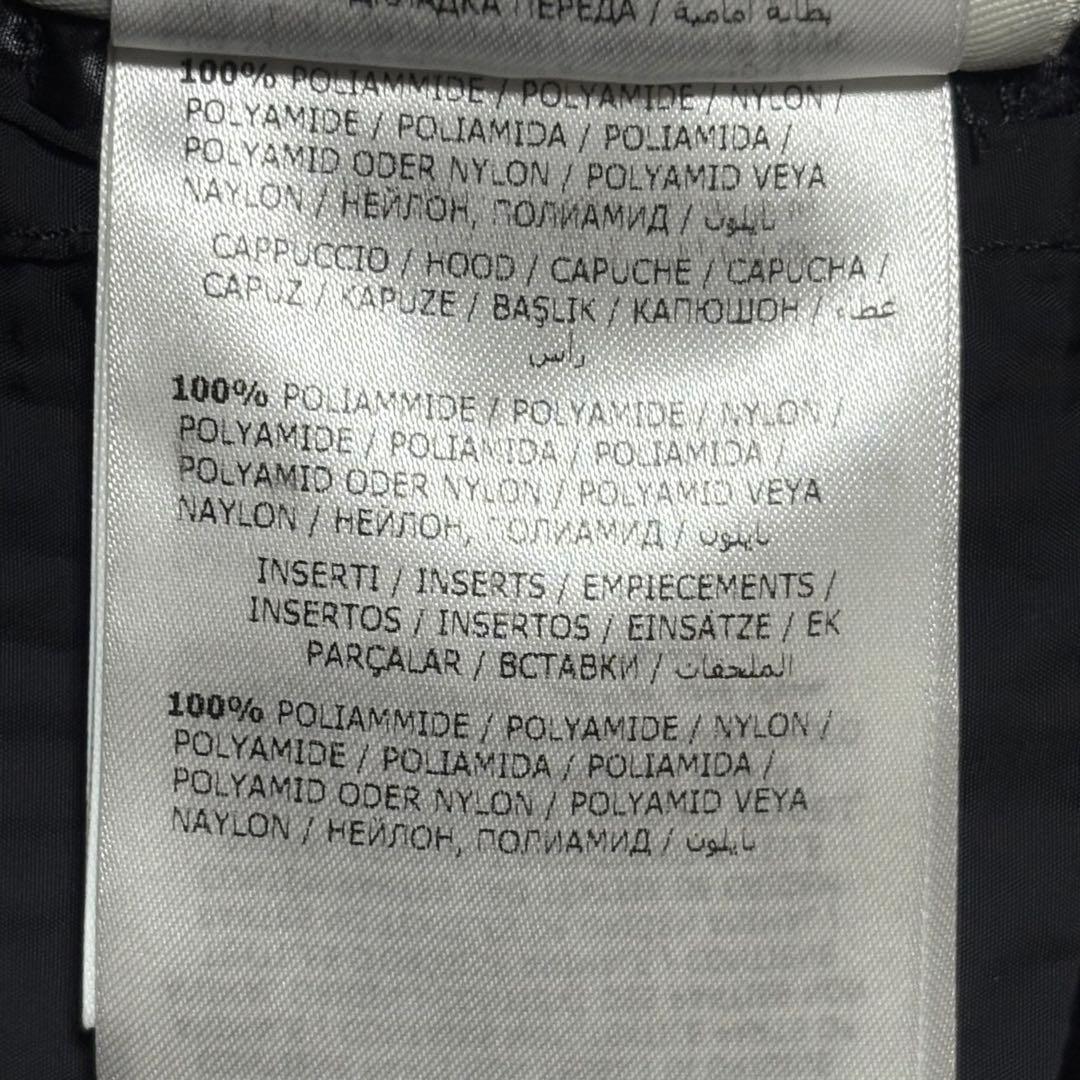 ПЕРЕДА / بطانة أمامية
100% POLIAMMIDE / POLYAMIDE / NYLON /
POLYAMIDE / POLIAMIDA / POLIAMIDA /
POLYAMID ODER NYLON / POLYAMID VEYA
NAYLON / НЕЙЛОН, ПОЛИАМИД / نايلون
CAPPUCCIO / HOOD / CAPUCHE / CAPUCHA /
CAPUZ / KAPUZE / BAŞLIK / КАПЮШОН / غطاء
رأس
100% POLIAMMIDE / POLYAMIDE / NYLON /
POLYAMIDE / POLIAMIDA / POLIAMIDA /
POLYAMID ODER NYLON / POLYAMID VEYA
NAYLON / НЕЙЛОН, ПОЛИАМИД / نايلون
INSERTI / INSERTS / EMPIECEMENTS /
INSERTOS / INSERTOS / EINSÄTZE / EK
PARÇALAR / ВСТАВКИ / الملحقات
100% POLIAMMIDE / POLYAMIDE / NYLON /
POLYAMIDE / POLIAMIDA / POLIAMIDA /
POLYAMID ODER NYLON / POLYAMID VEYA
NAYLON / НЕЙЛОН, ПОЛИАМИД / نايلون